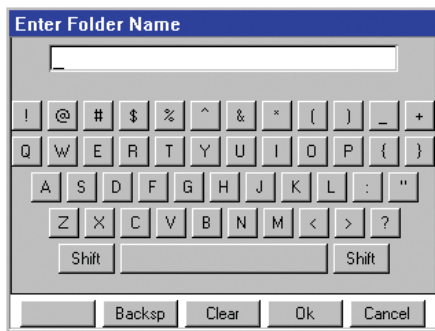 Enter Folder Name
_
! @ # $ % ^ & * ( ) _ +
Q W E R T Y U I O P { }
A S D F G H J K L : "
Z X C V B N M < > ?
Shift Shift
Backsp Clear Ok Cancel